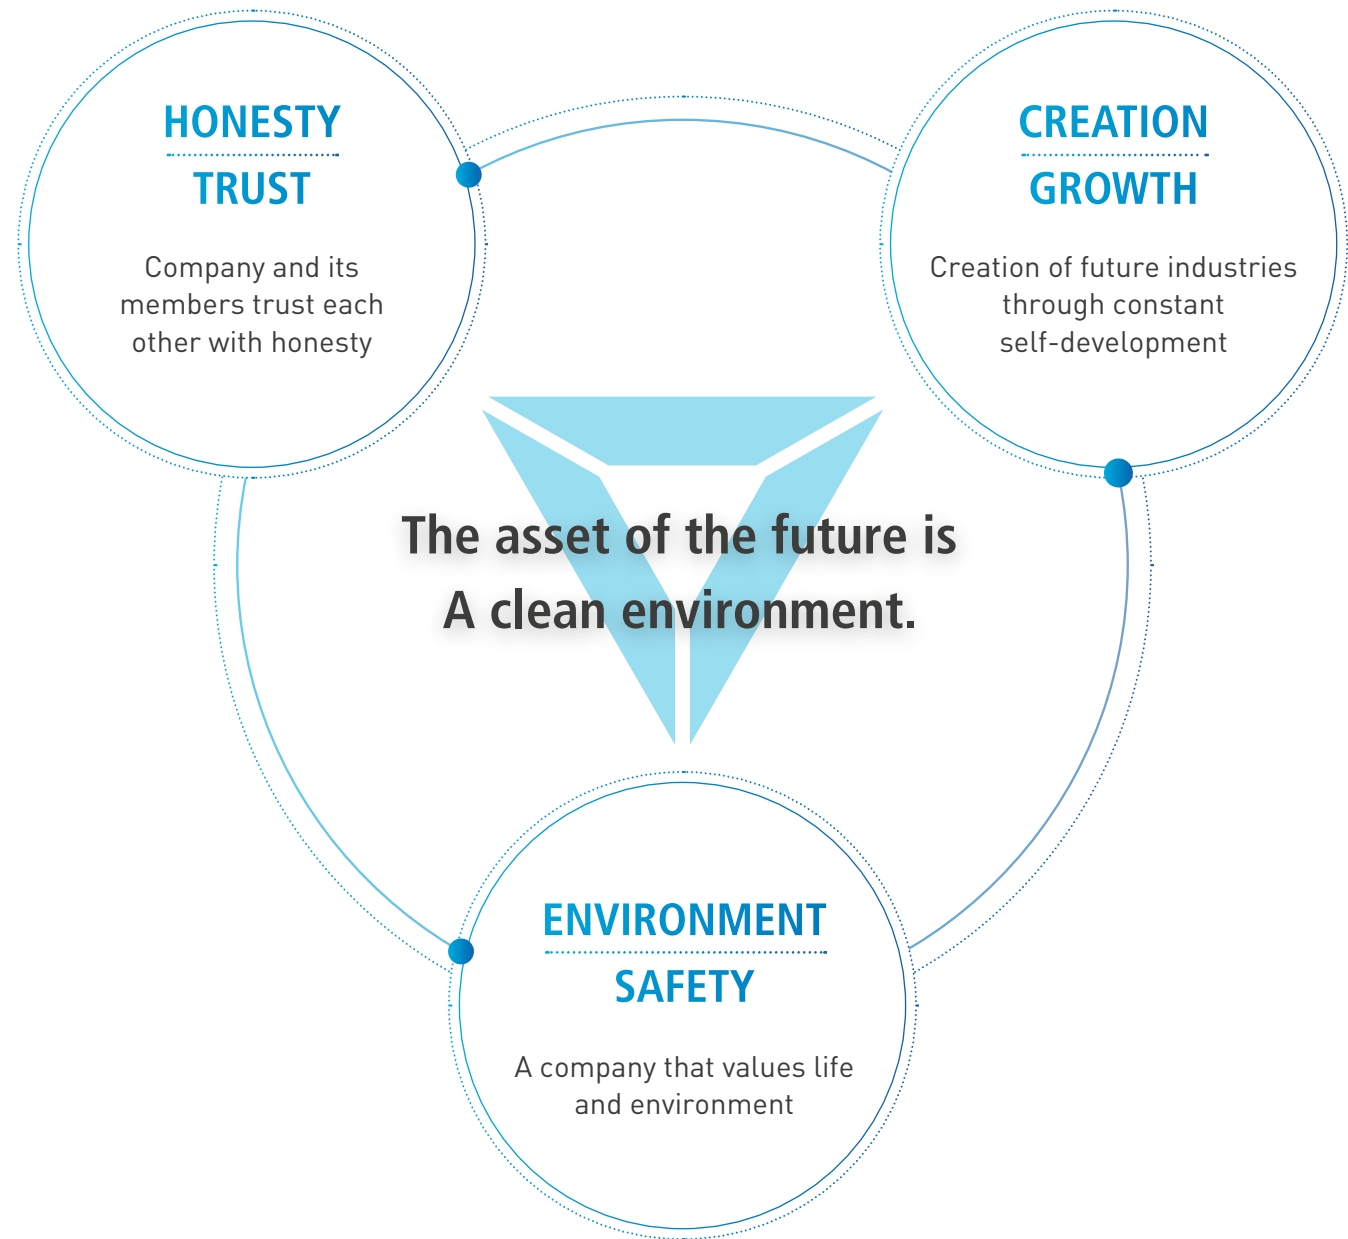 HONESTY
TRUST
Company and its
members trust each
other with honesty
CREATION
GROWTH
Creation of future industries
through constant
self-development
The asset of the future is
A clean environment.
ENVIRONMENT
SAFETY
A company that values life
and environment